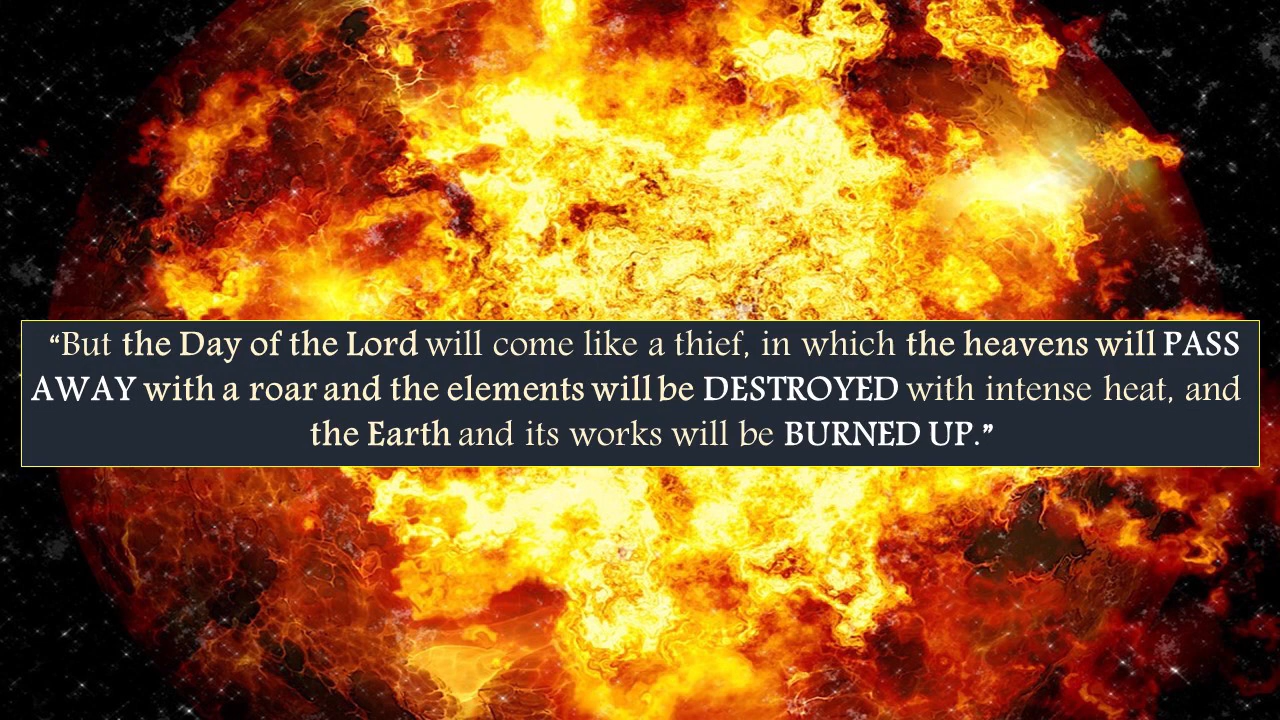 “But the Day of the Lord will come like a thief, in which the heavens will PASS
AWAY with a roar and the elements will be DESTROYED with intense heat, and
the Earth and its works will be BURNED UP.”